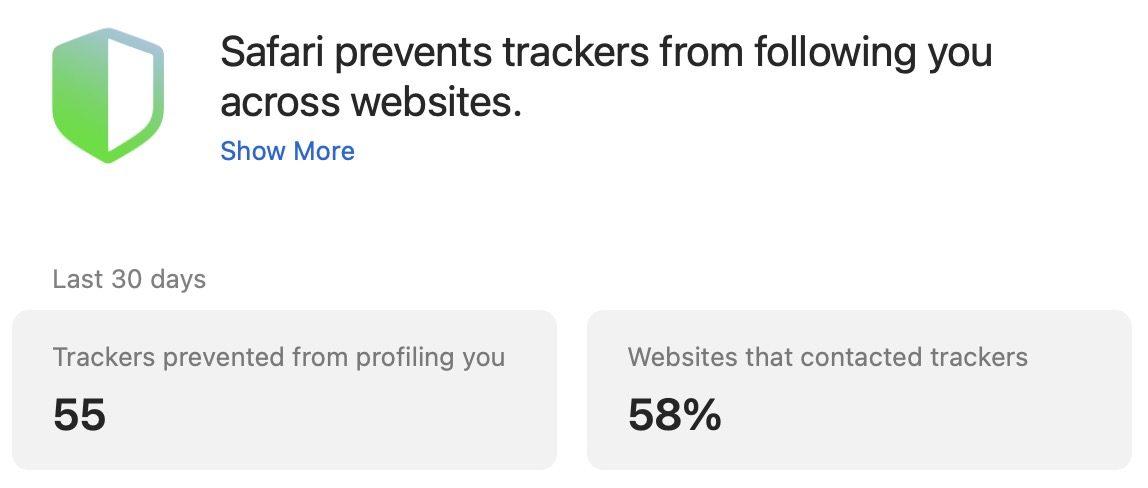 Safari prevents trackers from following you
across websites.
Show More
Last 30 days
Trackers prevented from profiling you
55
Websites that contacted trackers
58%